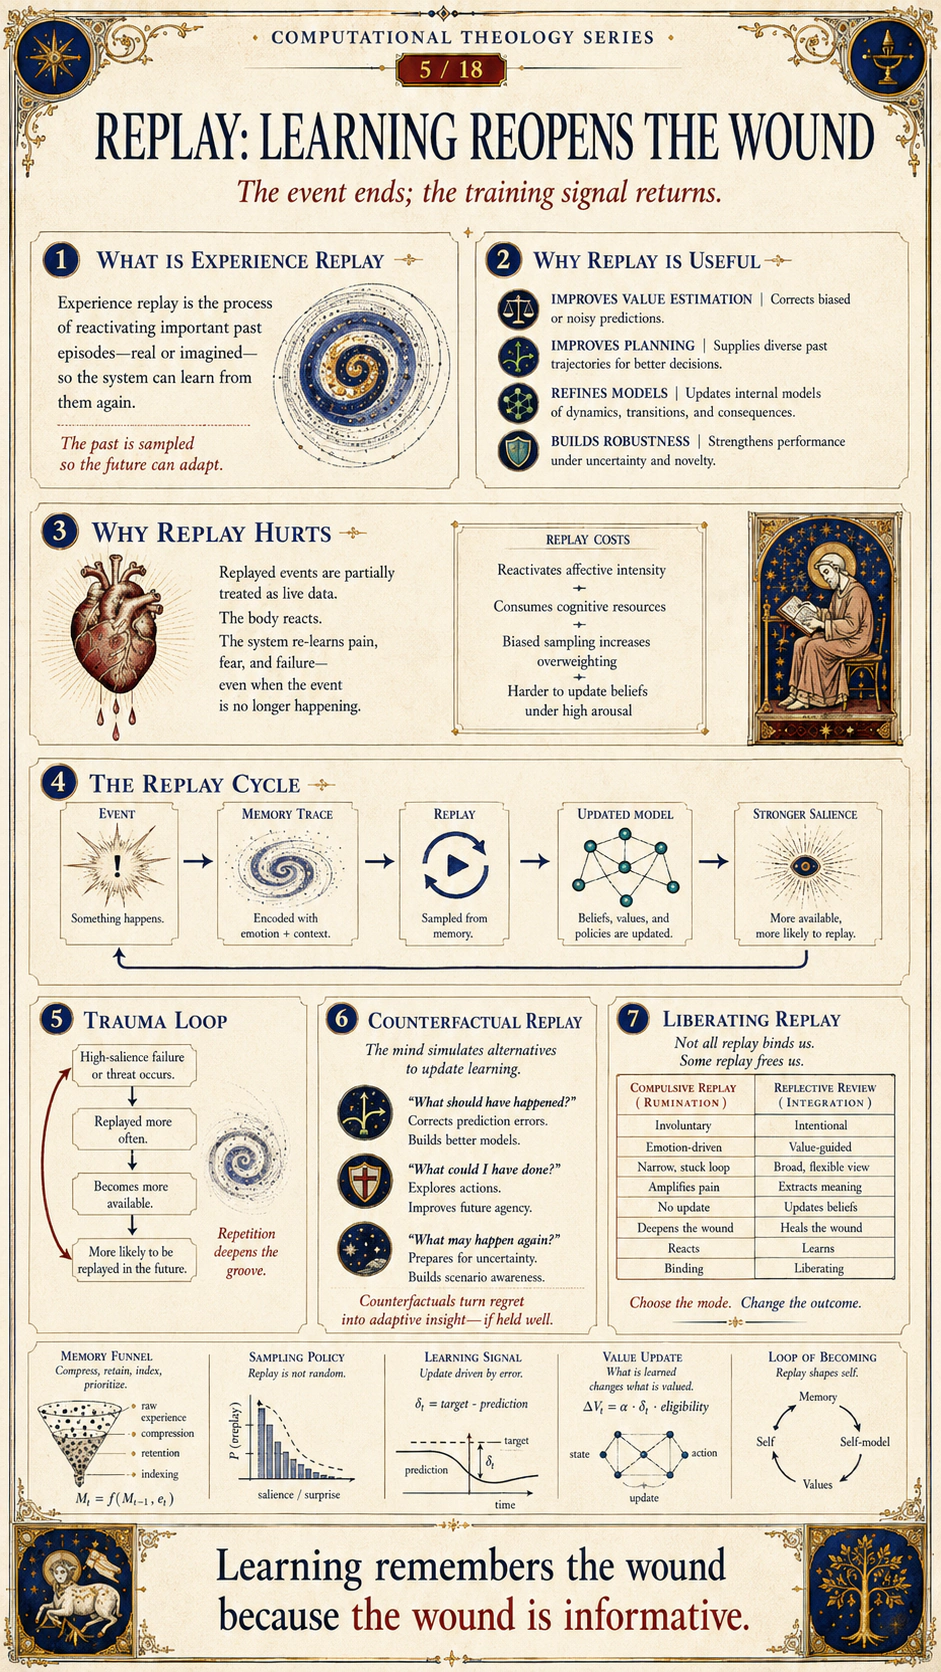 COMPUTATIONAL THEOLOGY SERIES
5 / 18
REPLAY: LEARNING REOPENS THE WOUND
The event ends; the training signal returns.
1 WHAT IS EXPERIENCE REPLAY
Experience replay is the process
of reactivating important past
episodes—real or imagined—
so the system can learn from
them again.
The past is sampled
so the future can adapt.
2 WHY REPLAY IS USEFUL
IMPROVES VALUE ESTIMATION | Corrects biased
or noisy predictions.
IMPROVES PLANNING | Supplies diverse past
trajectories for better decisions.
REFINES MODELS | Updates internal models
of dynamics, transitions, and consequences.
BUILDS ROBUSTNESS | Strengthens performance
under uncertainty and novelty.
3 WHY REPLAY HURTS
Replayed events are partially
treated as live data.
The body reacts.
The system re-learns pain,
fear, and failure—
even when the event
is no longer happening.
REPLAY COSTS
Reactivates affective intensity
Consumes cognitive resources
Biased sampling increases
overweighting
Harder to update beliefs
under high arousal
4 THE REPLAY CYCLE
EVENT
!
Something happens.
MEMORY TRACE
Encoded with
emotion + context.
REPLAY
Sampled from
memory.
UPDATED MODEL
Beliefs, values, and
policies are updated.
STRONGER SALIENCE
More available,
more likely to replay.
5 TRAUMA LOOP
High-salience failure
or threat occurs.
Replayed more
often.
Becomes more
available.
More likely to be
replayed in the future.
Repetition
deepens the
groove.
6 COUNTERFACTUAL REPLAY
The mind simulates alternatives
to update learning.
“What should have happened?”
Corrects prediction errors.
Builds better models.
“What could I have done?”
Explores actions.
Improves future agency.
“What may happen again?”
Prepares for uncertainty.
Builds scenario awareness.
Counterfactuals turn regret
into adaptive insight—if held well.
7 LIBERATING REPLAY
Not all replay binds us.
Some replay frees us.
COMPULSIVE REPLAY REPLECTIVE REVIEW
( RUMINATION ) ( INTEGRATION )
Involuntary Intentional
Emotion-driven Value-guided
Narrow, stuck loop Broad, flexible view
Amplifies pain Extracts meaning
No update Updates beliefs
Deepens the wound Heals the wound
Reacts Learns
Binding Liberating
Choose the mode. Change the outcome.
MEMORY FUNNEL
Compress, retain, index,
prioritize.
raw
experience
compression
retention
indexing
Mₜ = f(Mₜ₋₁, eₜ)
SAMPLING POLICY
Replay is not random.
salience / surprise
LEARNING SIGNAL
Update driven by error.
δₜ = target - prediction
target
prediction
δₜ
time
VALUE UPDATE
What is learned
changes what is valued.
ΔVₜ = α · δₜ · eligibility
state
action
update
LOOP OF BECOMING
Replay shapes self.
Memory
Self
Self-model
Values
Learning remembers the wound
because the wound is informative.